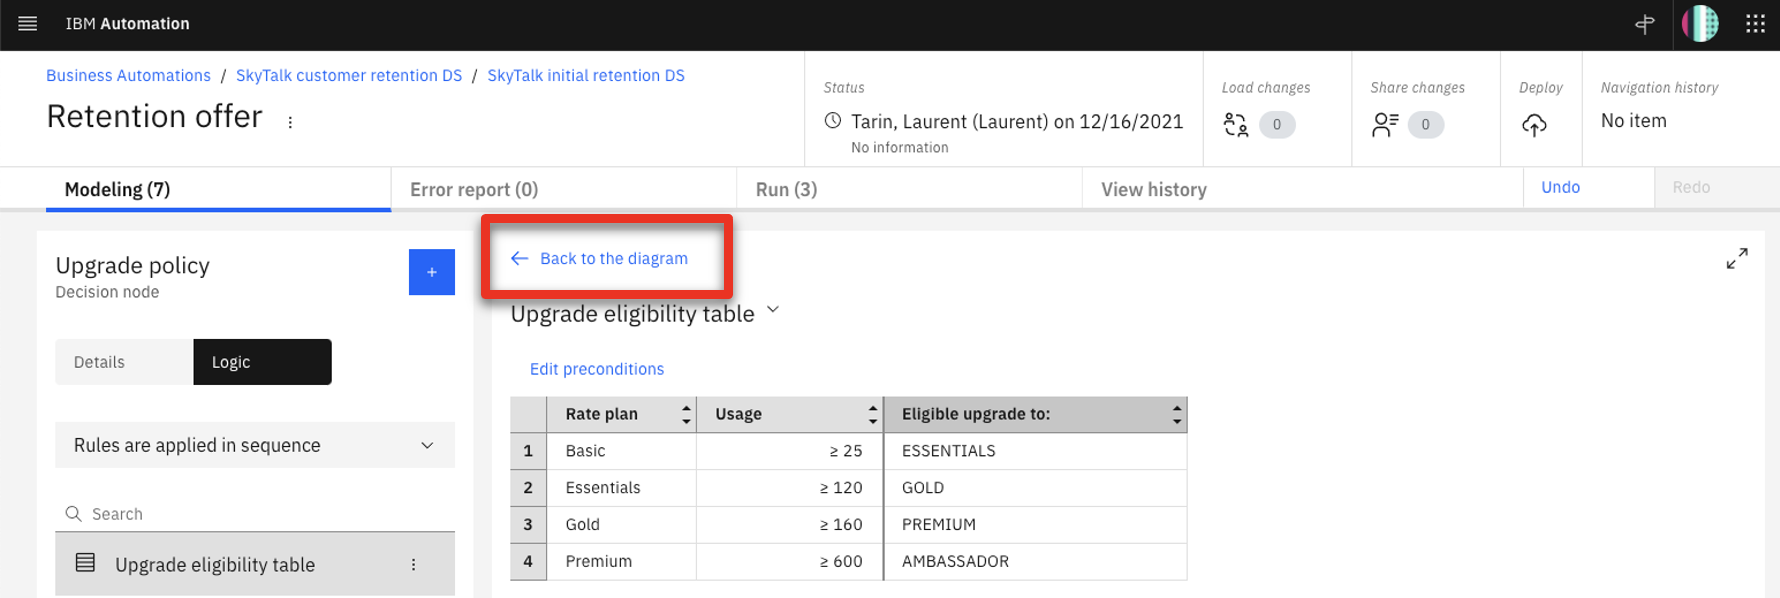 IBM Automation
Business Automations / SkyTalk customer retention DS / SkyTalk initial retention DS
Retention offer
Status
Tarin, Laurent (Laurent) on 12/16/2021
No information
Load changes
0
Share changes
0
Deploy
Navigation history
No item
Modeling (7)
Error report (0)
Run (3)
View history
Undo
Redo
Upgrade policy
Decision node
+
Details
Logic
Rules are applied in sequence
Search
Upgrade eligibility table
Back to the diagram
Upgrade eligibility table
Edit preconditions
Rate plan Usage Eligible upgrade to:
1 Basic ≥ 25 ESSENTIALS
2 Essentials ≥ 120 GOLD
3 Gold ≥ 160 PREMIUM
4 Premium ≥ 600 AMBASSADOR